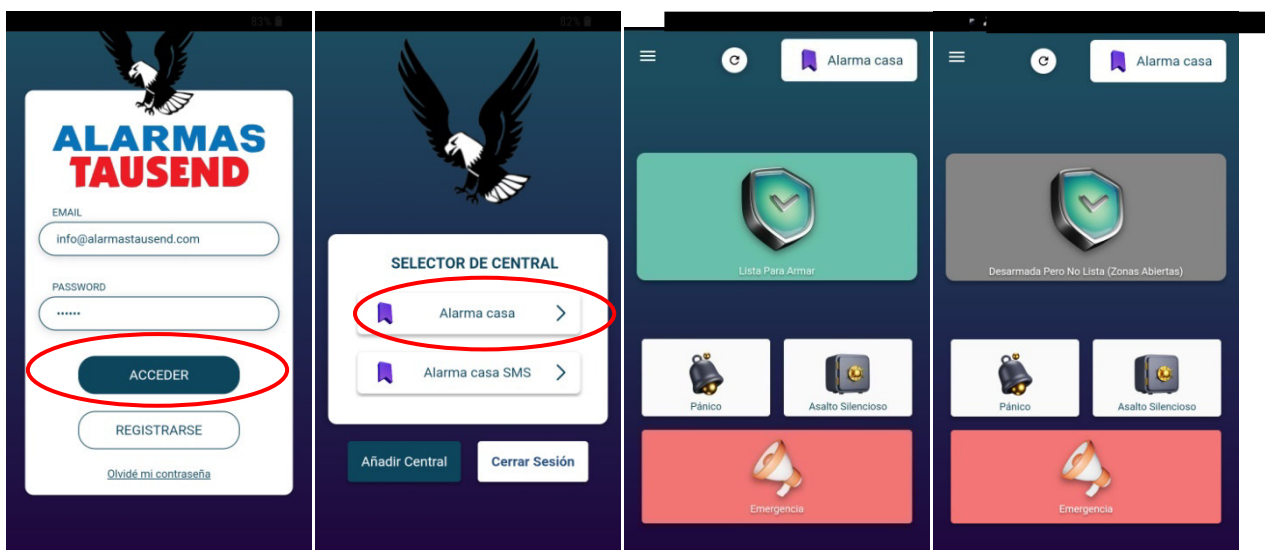 83%
ALARMAS
TAUSEND
EMAIL
info@alarmastausend.com
PASSWORD
••••••
ACCEDER
REGISTRARSE
Olvidé mi contraseña
82%
SELECTOR DE CENTRAL
Alarma casa
Alarma casa SMS
Añadir Central
Cerrar Sesión
Alarma casa
Lista Para Armar
Pánico
Asalto Silencioso
Emergencia
Alarma casa
Desarmada Pero No Lista (Zonas Abiertas)
Pánico
Asalto Silencioso
Emergencia